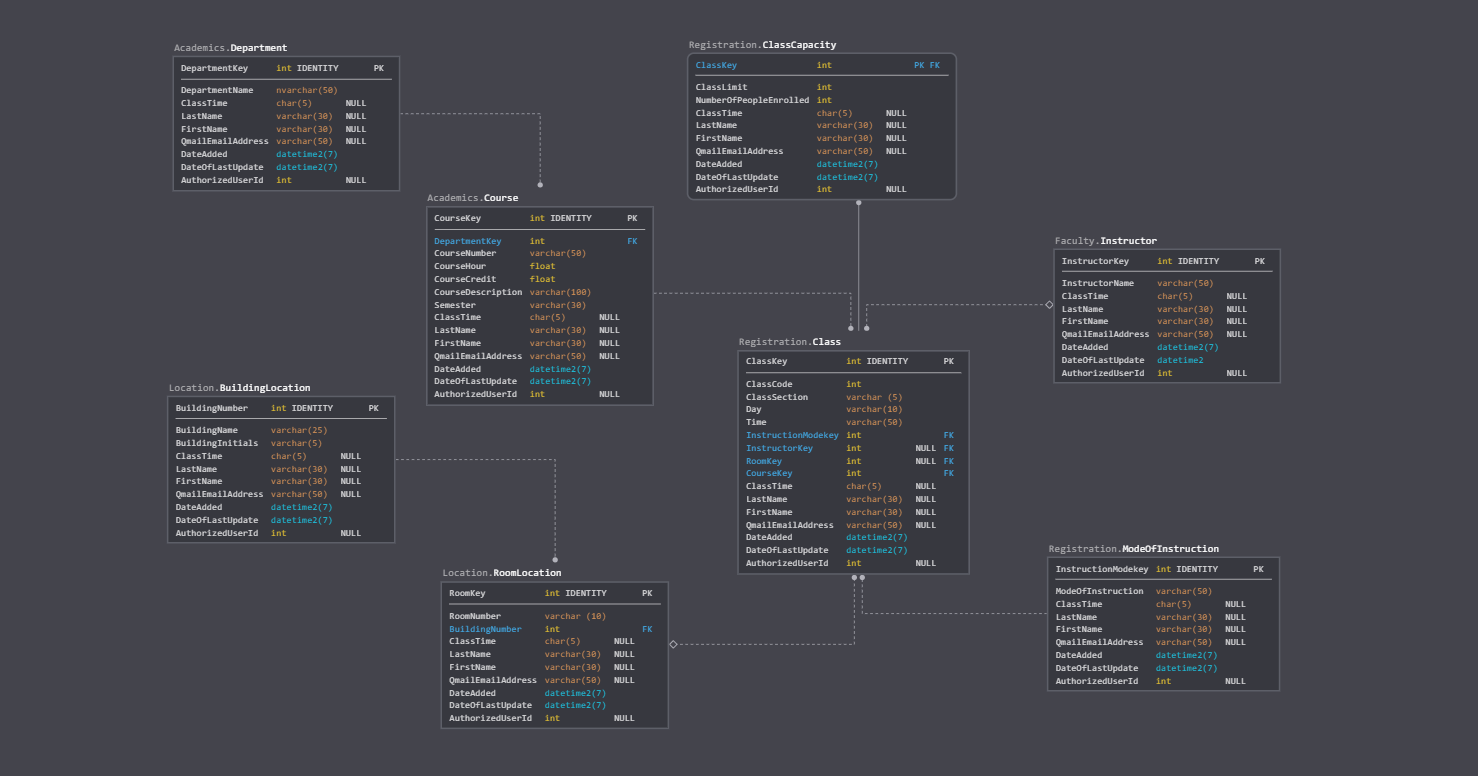 Academics.Department
DepartmentKey int IDENTITY PK
DepartmentName nvarchar(50)
ClassTime char(5) NULL
LastName varchar(30) NULL
FirstName varchar(30) NULL
QmailEmailAddress varchar(50) NULL
DateAdded datetime2(7)
DateOfLastUpdate datetime2(7)
AuthorizedUserId int NULL
Registration.ClassCapacity
ClassKey int PK FK
ClassLimit int
NumberOfPeopleEnrolled int
ClassTime char(5) NULL
LastName varchar(30) NULL
FirstName varchar(30) NULL
QmailEmailAddress varchar(50) NULL
DateAdded datetime2(7)
DateOfLastUpdate datetime2(7)
AuthorizedUserId int NULL
Academics.Course
CourseKey int IDENTITY PK
DepartmentKey int FK
CourseNumber varchar(50)
CourseHour float
CourseCredit float
CourseDescription varchar(100)
Semester varchar(30)
ClassTime char(5) NULL
LastName varchar(30) NULL
FirstName varchar(30) NULL
QmailEmailAddress varchar(50) NULL
DateAdded datetime2(7)
DateOfLastUpdate datetime2(7)
AuthorizedUserId int NULL
Faculty.Instructor
InstructorKey int IDENTITY PK
InstructorName varchar(50)
ClassTime char(5) NULL
LastName varchar(30) NULL
FirstName varchar(30) NULL
QmailEmailAddress varchar(50) NULL
DateAdded datetime2(7)
DateOfLastUpdate datetime2
AuthorizedUserId int NULL
Registration.Class
ClassKey int IDENTITY PK
ClassCode int
ClassSection varchar (5)
Day varchar(10)
Time varchar(50)
InstructionModekey int FK
InstructorKey int NULL FK
RoomKey int NULL FK
CourseKey int FK
ClassTime char(5) NULL
LastName varchar(30) NULL
FirstName varchar(30) NULL
QmailEmailAddress varchar(50) NULL
DateAdded datetime2(7)
DateOfLastUpdate datetime2(7)
AuthorizedUserId int NULL
Location.BuildingLocation
BuildingNumber int IDENTITY PK
BuildingName varchar(25)
BuildingInitials varchar(5)
ClassTime char(5) NULL
LastName varchar(30) NULL
FirstName varchar(30) NULL
QmailEmailAddress varchar(50) NULL
DateAdded datetime2(7)
DateOfLastUpdate datetime2(7)
AuthorizedUserId int NULL
Location.RoomLocation
RoomKey int IDENTITY PK
RoomNumber varchar (10)
BuildingNumber int FK
ClassTime char(5) NULL
LastName varchar(30) NULL
FirstName varchar(30) NULL
QmailEmailAddress varchar(50) NULL
DateAdded datetime2(7)
DateOfLastUpdate datetime2(7)
AuthorizedUserId int NULL
Registration.ModeOfInstruction
InstructionModekey int IDENTITY PK
ModeOfInstruction varchar(50)
ClassTime char(5) NULL
LastName varchar(30) NULL
FirstName varchar(30) NULL
QmailEmailAddress varchar(50) NULL
DateAdded datetime2(7)
DateOfLastUpdate datetime2(7)
AuthorizedUserId int NULL